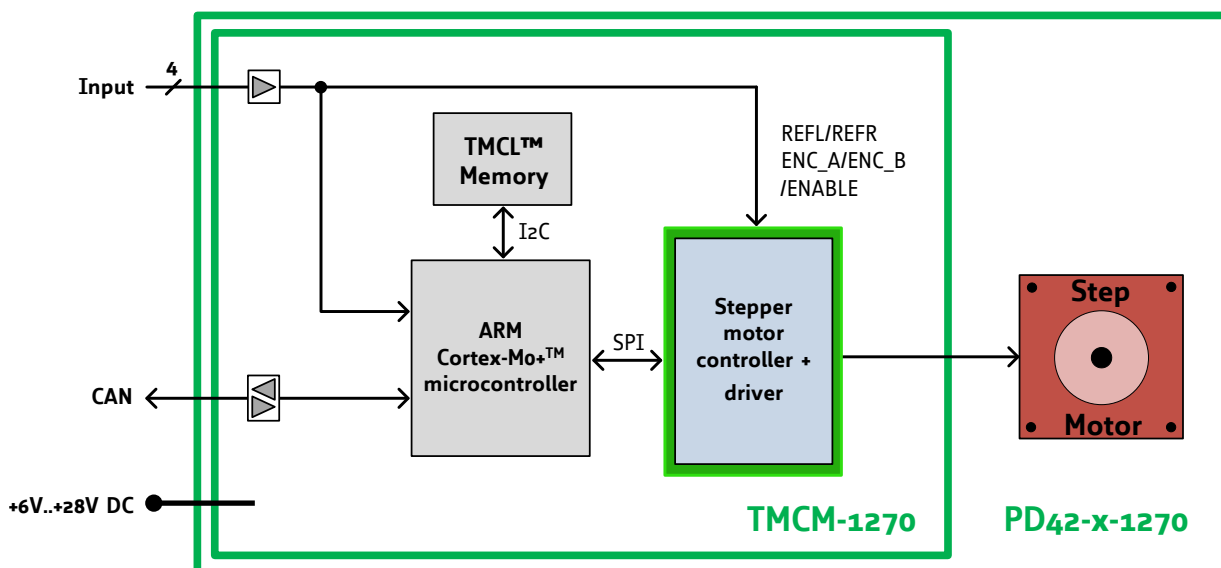 4
Input
REFL/REFR
ENC_A/ENC_B
/ENABLE
TMCL™
Memory
I2C
Stepper
motor
controller +
driver
ARM
Cortex-M0+™
microcontroller
SPI
Step
Motor
CAN
+6V..+28V DC
TMCM-1270
PD42-x-1270